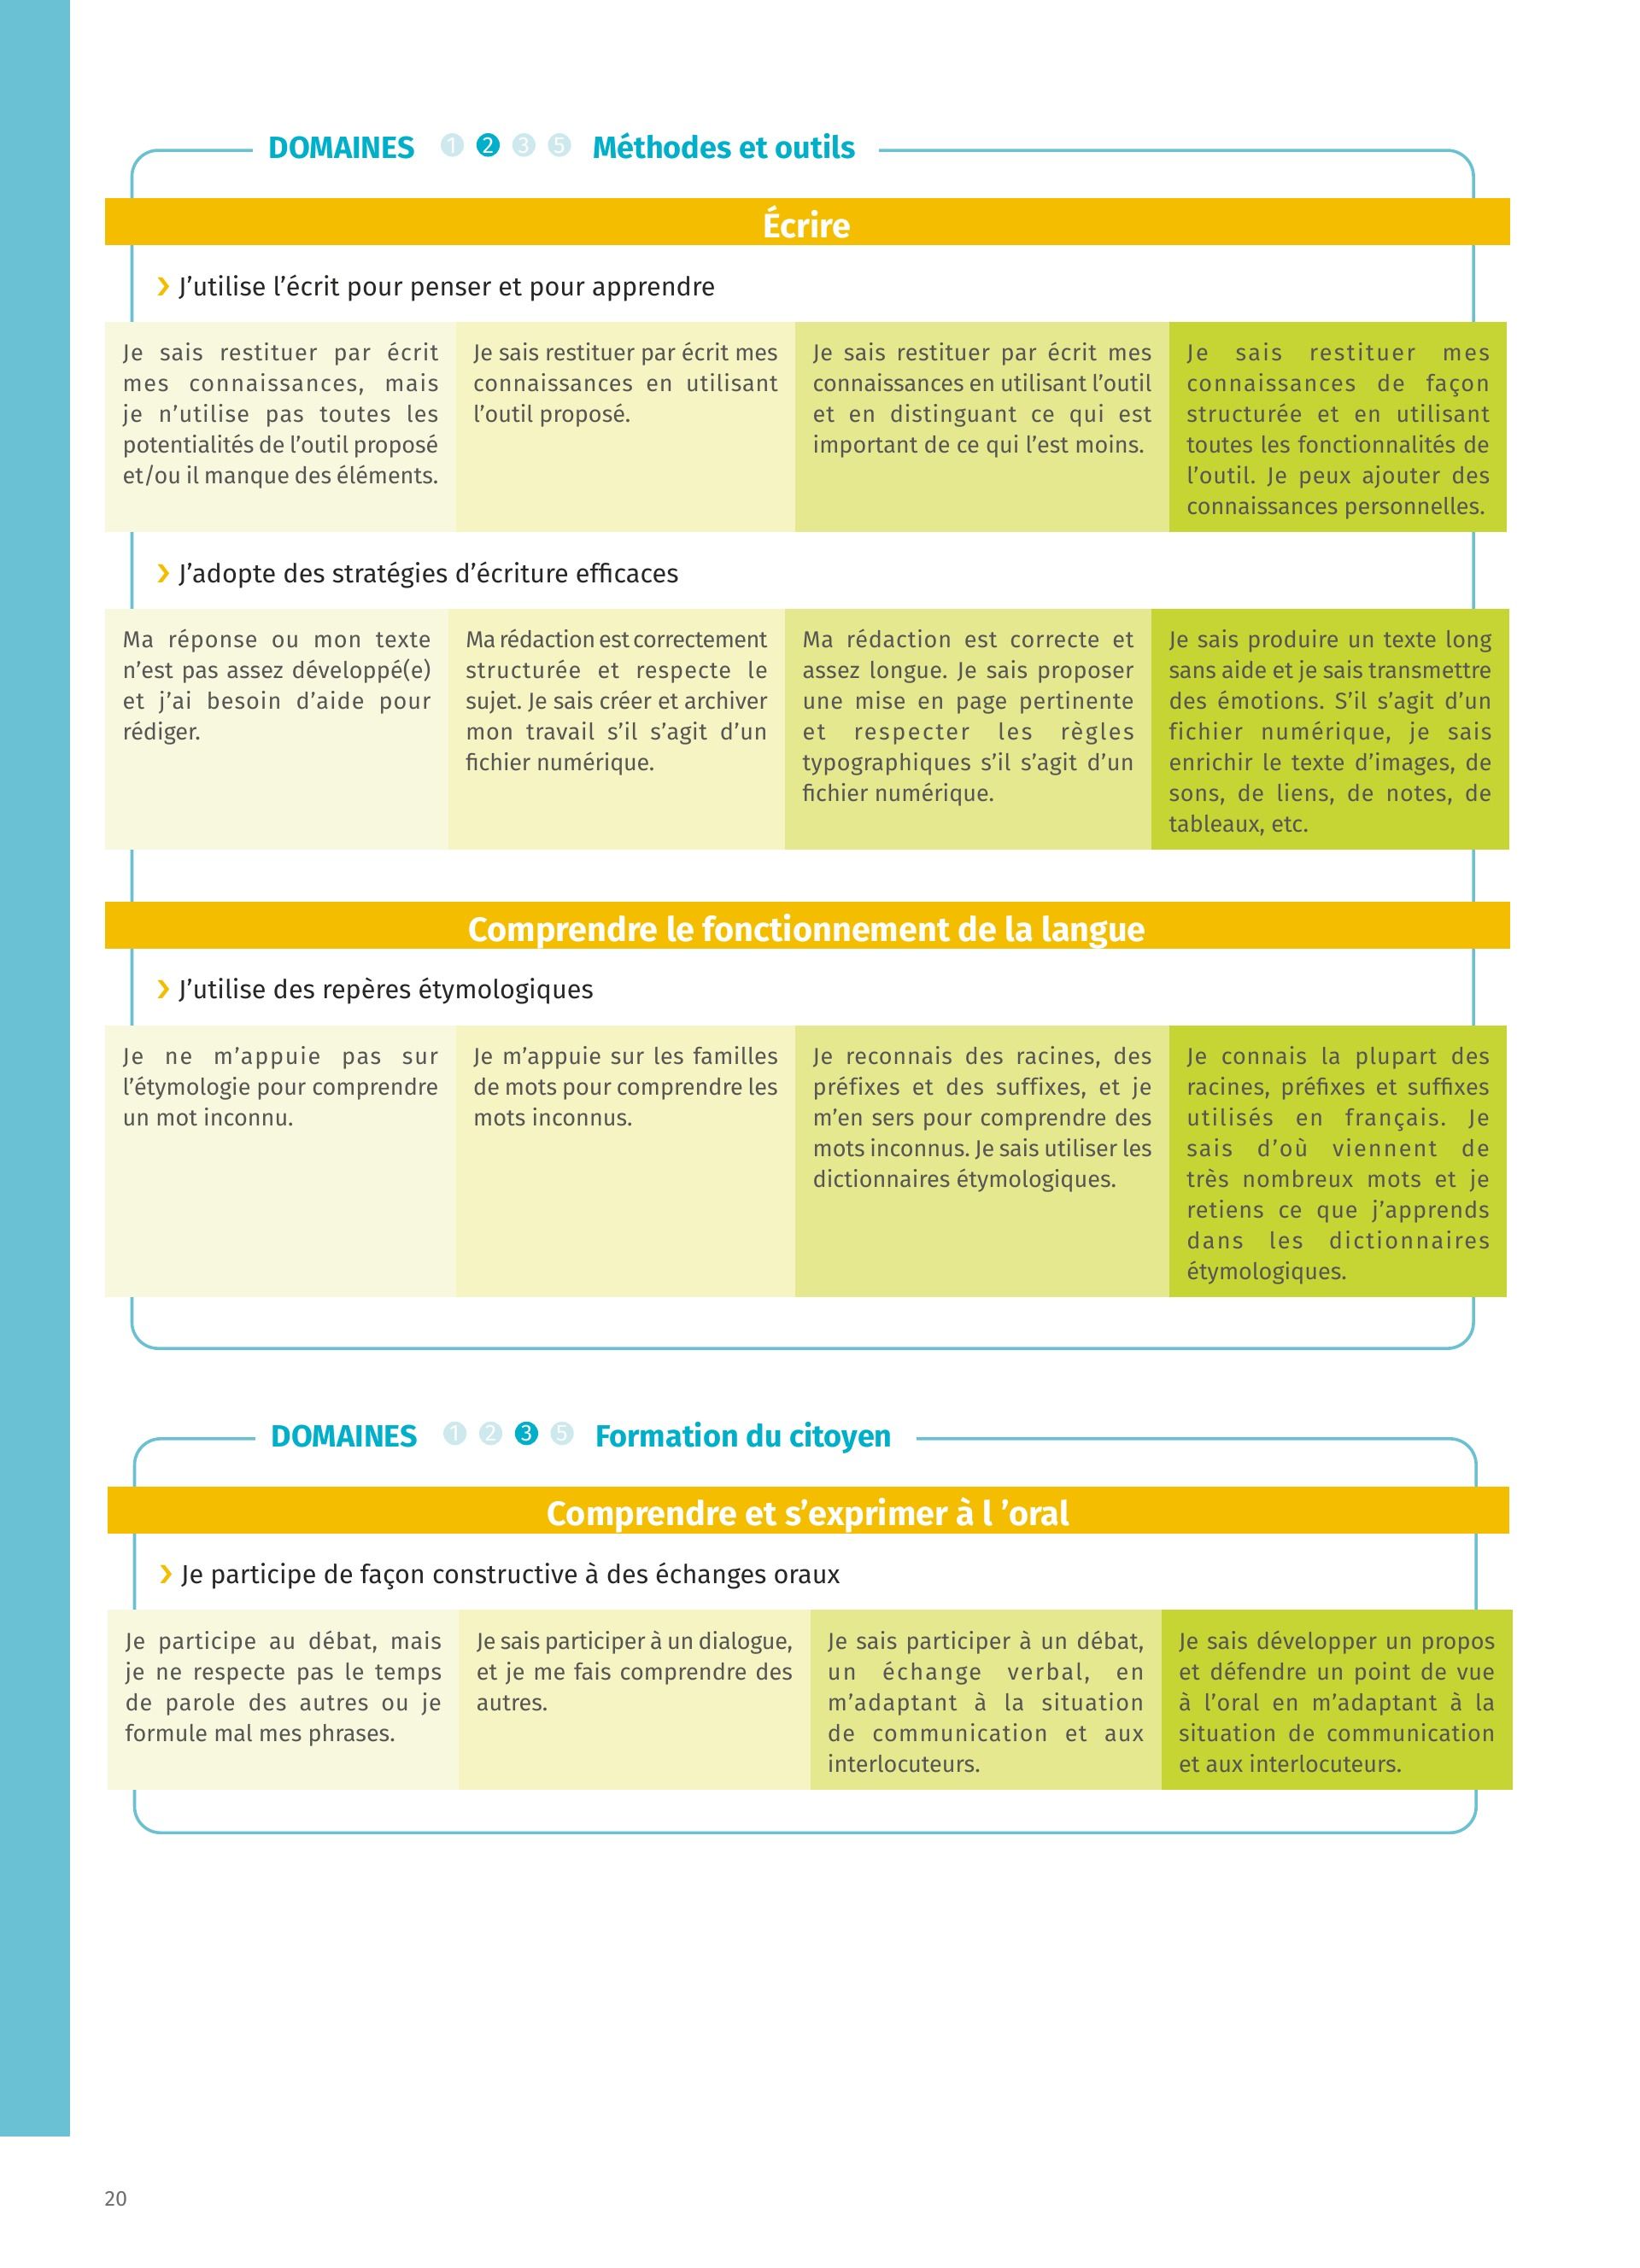 DOMAINES 1 2 3 5 Méthodes et outils
Écrire
› J’utilise l’écrit pour penser et pour apprendre
Je sais restituer par écrit
mes connaissances, mais
je n’utilise pas toutes les
potentialités de l’outil proposé
et/ou il manque des éléments.
Je sais restituer par écrit mes
connaissances en utilisant
l’outil proposé.
Je sais restituer par écrit mes
connaissances en utilisant l’outil
et en distinguant ce qui est
important de ce qui l’est moins.
Je sais restituer mes
connaissances de façon
structurée et en utilisant
toutes les fonctionnalités de
l’outil. Je peux ajouter des
connaissances personnelles.
› J’adopte des stratégies d’écriture efficaces
Ma réponse ou mon texte
n’est pas assez développé(e)
et j’ai besoin d’aide pour
rédiger.
Ma rédaction est correctement
structurée et respecte le
sujet. Je sais créer et archiver
mon travail s’il s’agit d’un
fichier numérique.
Ma rédaction est correcte et
assez longue. Je sais proposer
une mise en page pertinente
et respecter les règles
typographiques s’il s’agit d’un
fichier numérique.
Je sais produire un texte long
sans aide et je sais transmettre
des émotions. S’il s’agit d’un
fichier numérique, je sais
enrichir le texte d’images, de
sons, de liens, de notes, de
tableaux, etc.
Comprendre le fonctionnement de la langue
› J’utilise des repères étymologiques
Je ne m’appuie pas sur
l’étymologie pour comprendre
un mot inconnu.
Je m’appuie sur les familles
de mots pour comprendre les
mots inconnus.
Je reconnais des racines, des
préfixes et des suffixes, et je
m’en sers pour comprendre des
mots inconnus. Je sais utiliser les
dictionnaires étymologiques.
Je connais la plupart des
racines, préfixes et suffixes
utilisés en français. Je
sais d’où viennent de
très nombreux mots et je
retiens ce que j’apprends
dans les dictionnaires
étymologiques.
DOMAINES 1 2 3 5 Formation du citoyen
Comprendre et s’exprimer à l ’oral
› Je participe de façon constructive à des échanges oraux
Je participe au débat, mais
je ne respecte pas le temps
de parole des autres ou je
formule mal mes phrases.
Je sais participer à un dialogue,
et je me fais comprendre des
autres.
Je sais participer à un débat,
un échange verbal, en
m’adaptant à la situation
de communication et aux
interlocuteurs.
Je sais développer un propos
et défendre un point de vue
à l’oral en m’adaptant à la
situation de communication
et aux interlocuteurs.
20